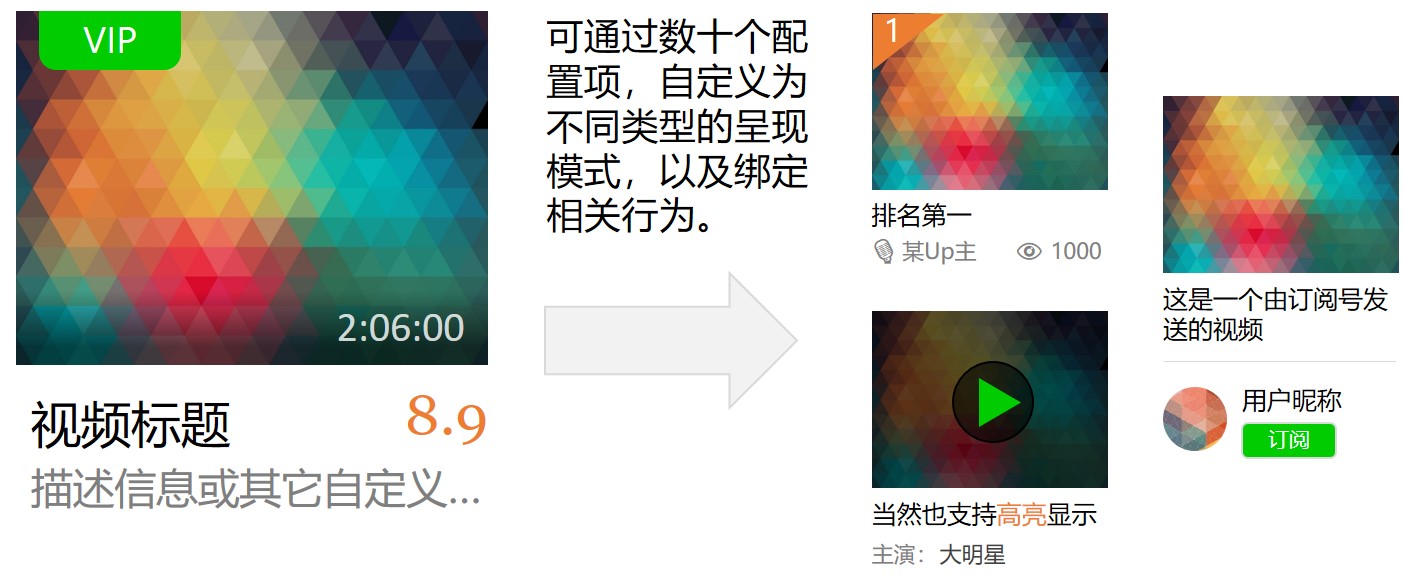 VIP
2:06:00
视频标题
8.9
描述信息或其它自定义...
可通过数十个配
置项，自定义为
不同类型的呈现
模式，以及绑定
相关行为。
1
排名第一
某Up主
1000
当然也支持高亮显示
主演：大明星
这是一个由订阅号发
送的视频
用户昵称
订阅